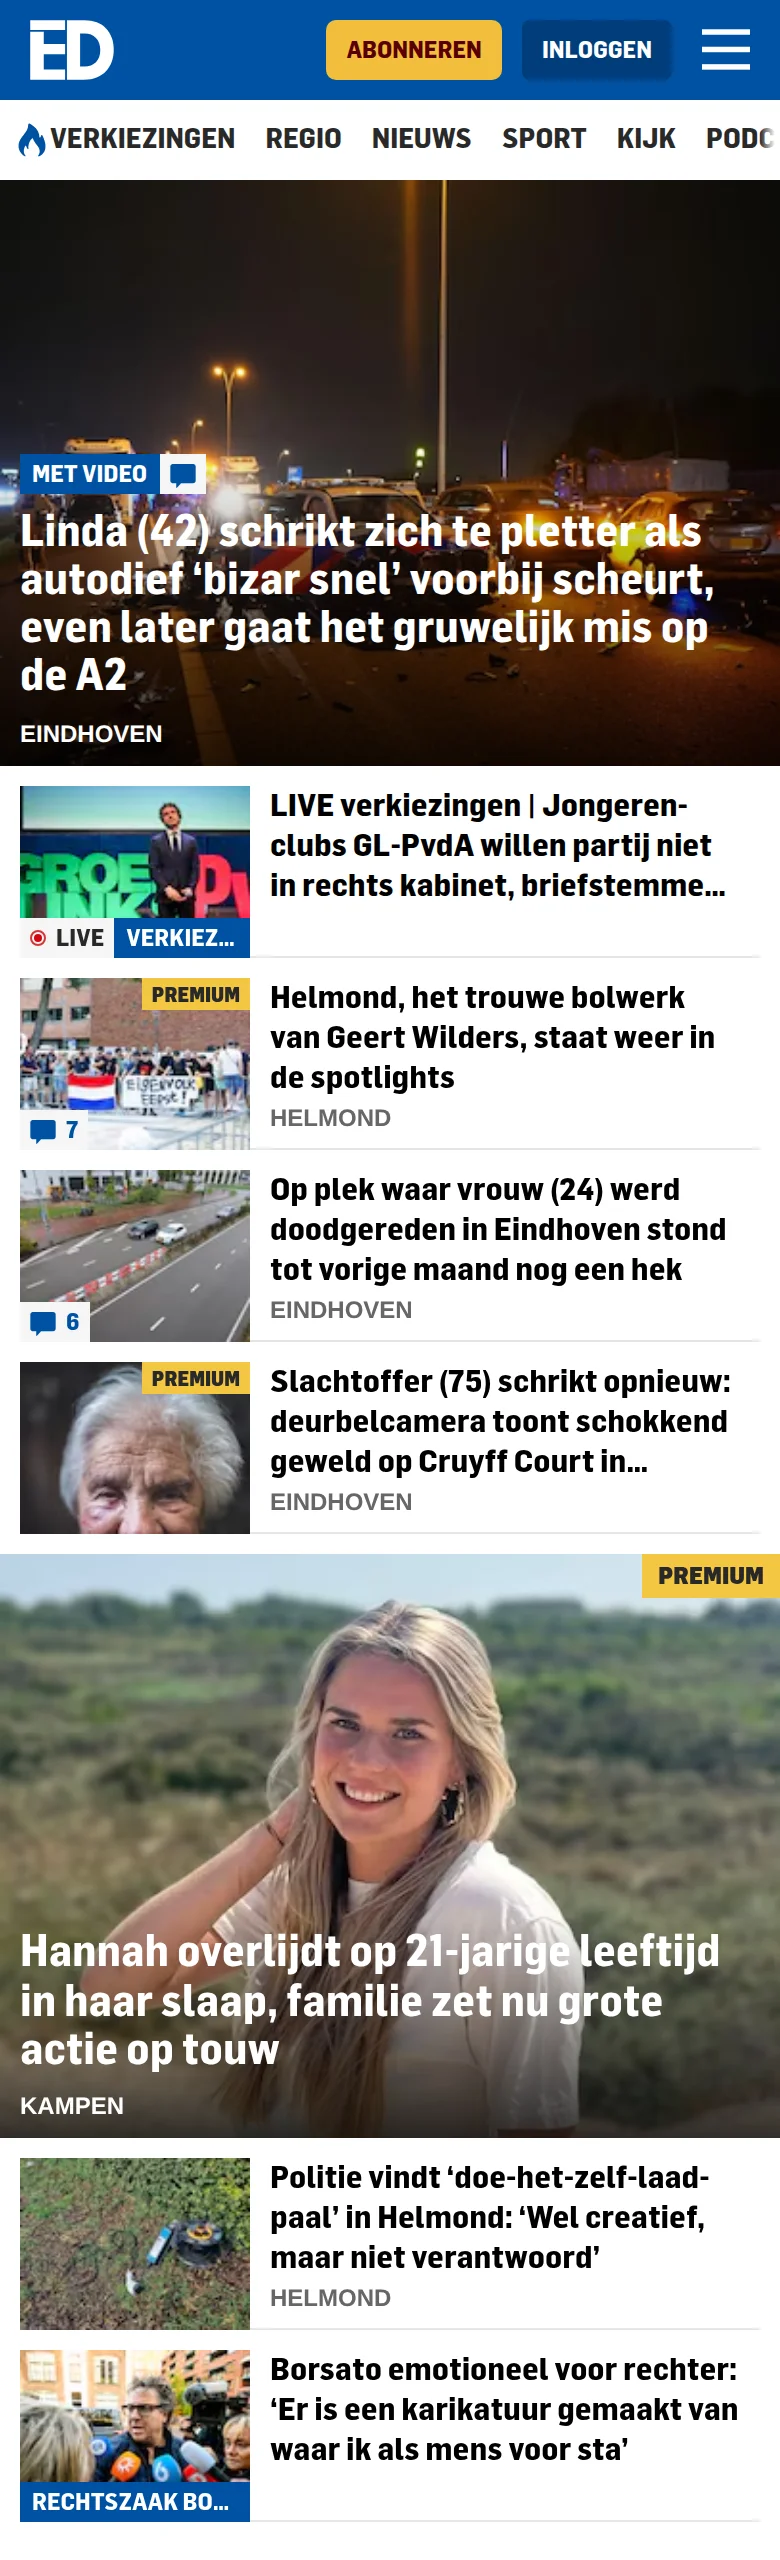 ED
ABONNEREN
INLOGGEN
VERKIEZINGEN REGIO NIEUWS SPORT KIJK PODC
MET VIDEO
Linda (42) schrikt zich te pletter als
autodief ‘bizar snel’ voorbij scheurt,
even later gaat het gruwelijk mis op
de A2
EINDHOVEN
GROE
LINK
Pv
LIVE
VERKIEZ...
LIVE verkiezingen | Jongeren-
clubs GL-PvdA willen partij niet
in rechts kabinet, briefstemme...
PREMIUM
EIGEN VOLK
EERST!
7
Helmond, het trouwe bolwerk
van Geert Wilders, staat weer in
de spotlights
HELMOND
6
Op plek waar vrouw (24) werd
doodgereden in Eindhoven stond
tot vorige maand nog een hek
EINDHOVEN
PREMIUM
Slachtoffer (75) schrikt opnieuw:
deurbelcamera toont schokkend
geweld op Cruyff Court in...
EINDHOVEN
PREMIUM
Hannah overlijdt op 21-jarige leeftijd
in haar slaap, familie zet nu grote
actie op touw
KAMPEN
Politie vindt ‘doe-het-zelf-laad-
paal’ in Helmond: ‘Wel creatief,
maar niet verantwoord’
HELMOND
6
RECHTSZAAK BO...
Borsato emotioneel voor rechter:
‘Er is een karikatuur gemaakt van
waar ik als mens voor sta’